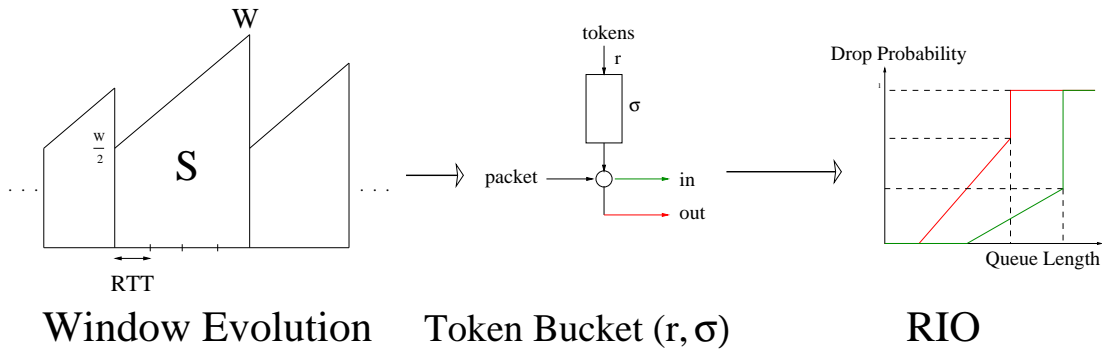 W
W
2
S
. . .
. . .
RTT
Window Evolution
tokens
r
σ
packet
in
out
Token Bucket (r, σ)
Drop Probability
1
Queue Length
RIO